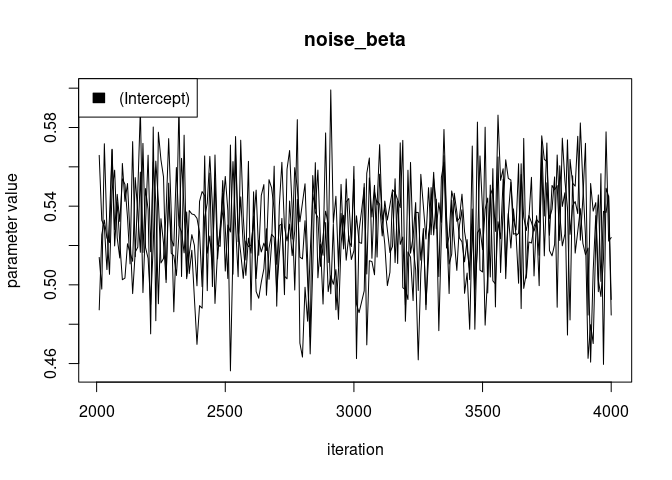 noise_beta
(Intercept)
parameter value
0.58
0.54
0.50
0.46
2000 2500 3000 3500 4000
iteration